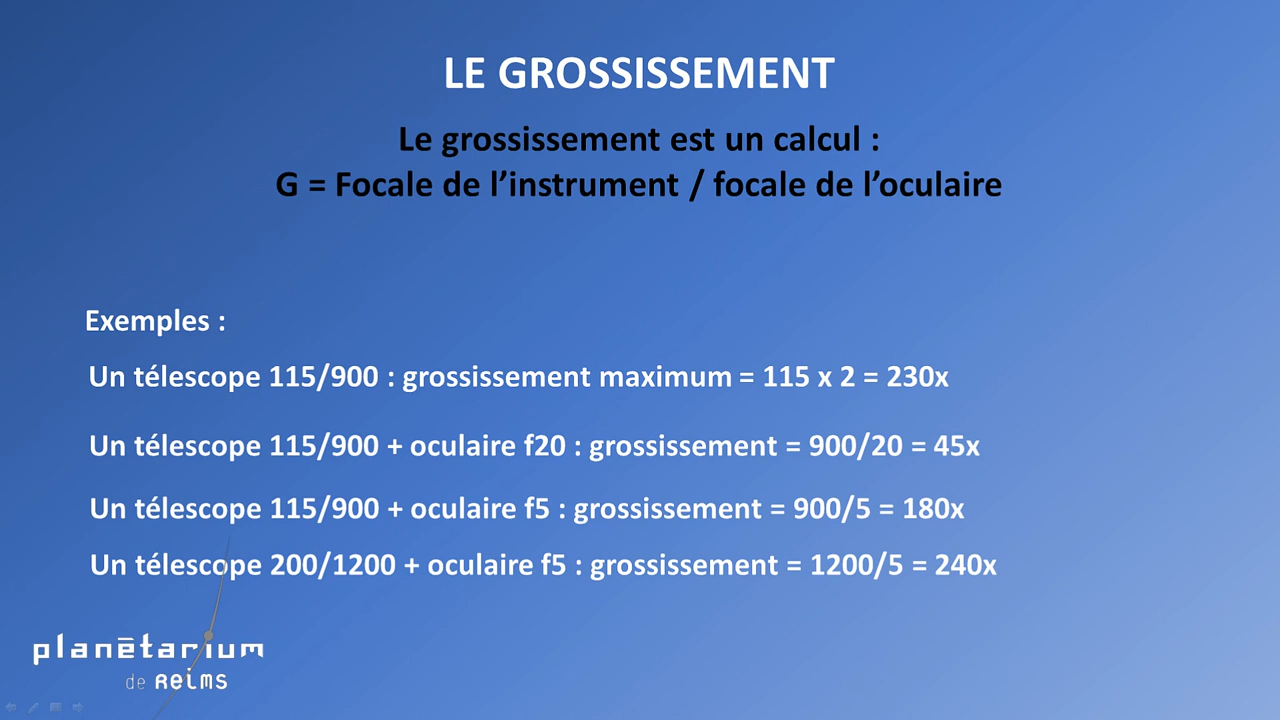 LE GROSSISSEMENT
Le grossissement est un calcul :
G = Focale de l’instrument / focale de l’oculaire
Exemples :
Un télescope 115/900 : grossissement maximum = 115 x 2 = 230x
Un télescope 115/900 + oculaire f20 : grossissement = 900/20 = 45x
Un télescope 115/900 + oculaire f5 : grossissement = 900/5 = 180x
Un télescope 200/1200 + oculaire f5 : grossissement = 1200/5 = 240x
planētarium
de Reims